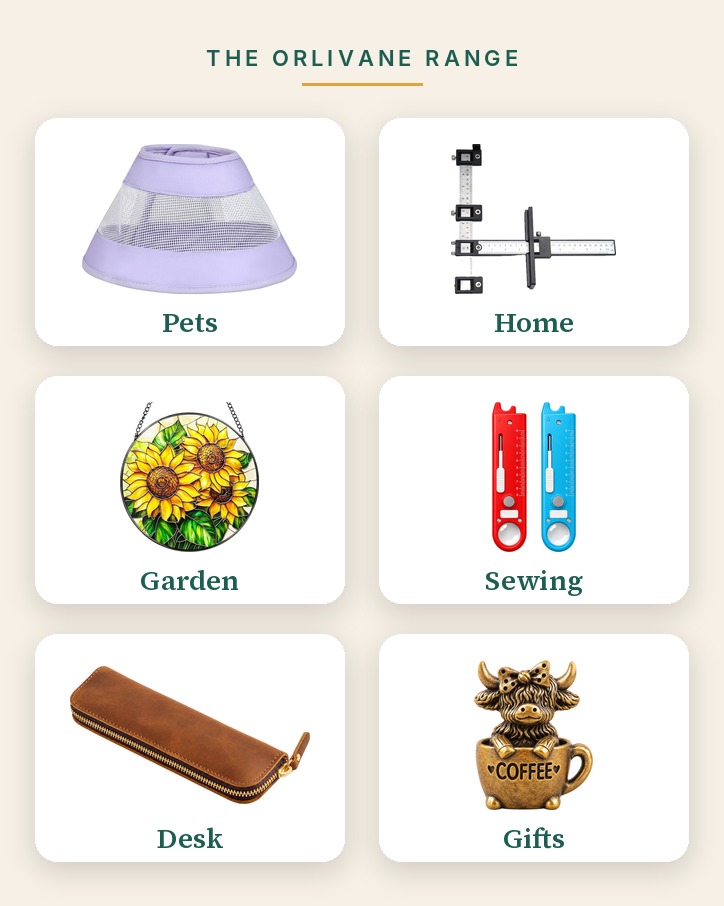 THE ORLIVANE RANGE
Pets
Home
Garden
Sewing
Desk
COFFEE
Gifts